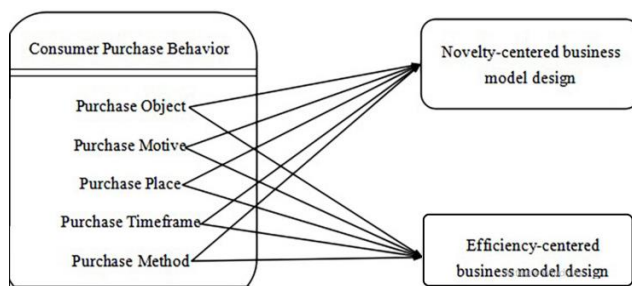 Consumer Purchase Behavior
Purchase Object
Purchase Motive
Purchase Place
Purchase Timeframe
Purchase Method
Novelty-centered business
model design
Efficiency-centered
business model design